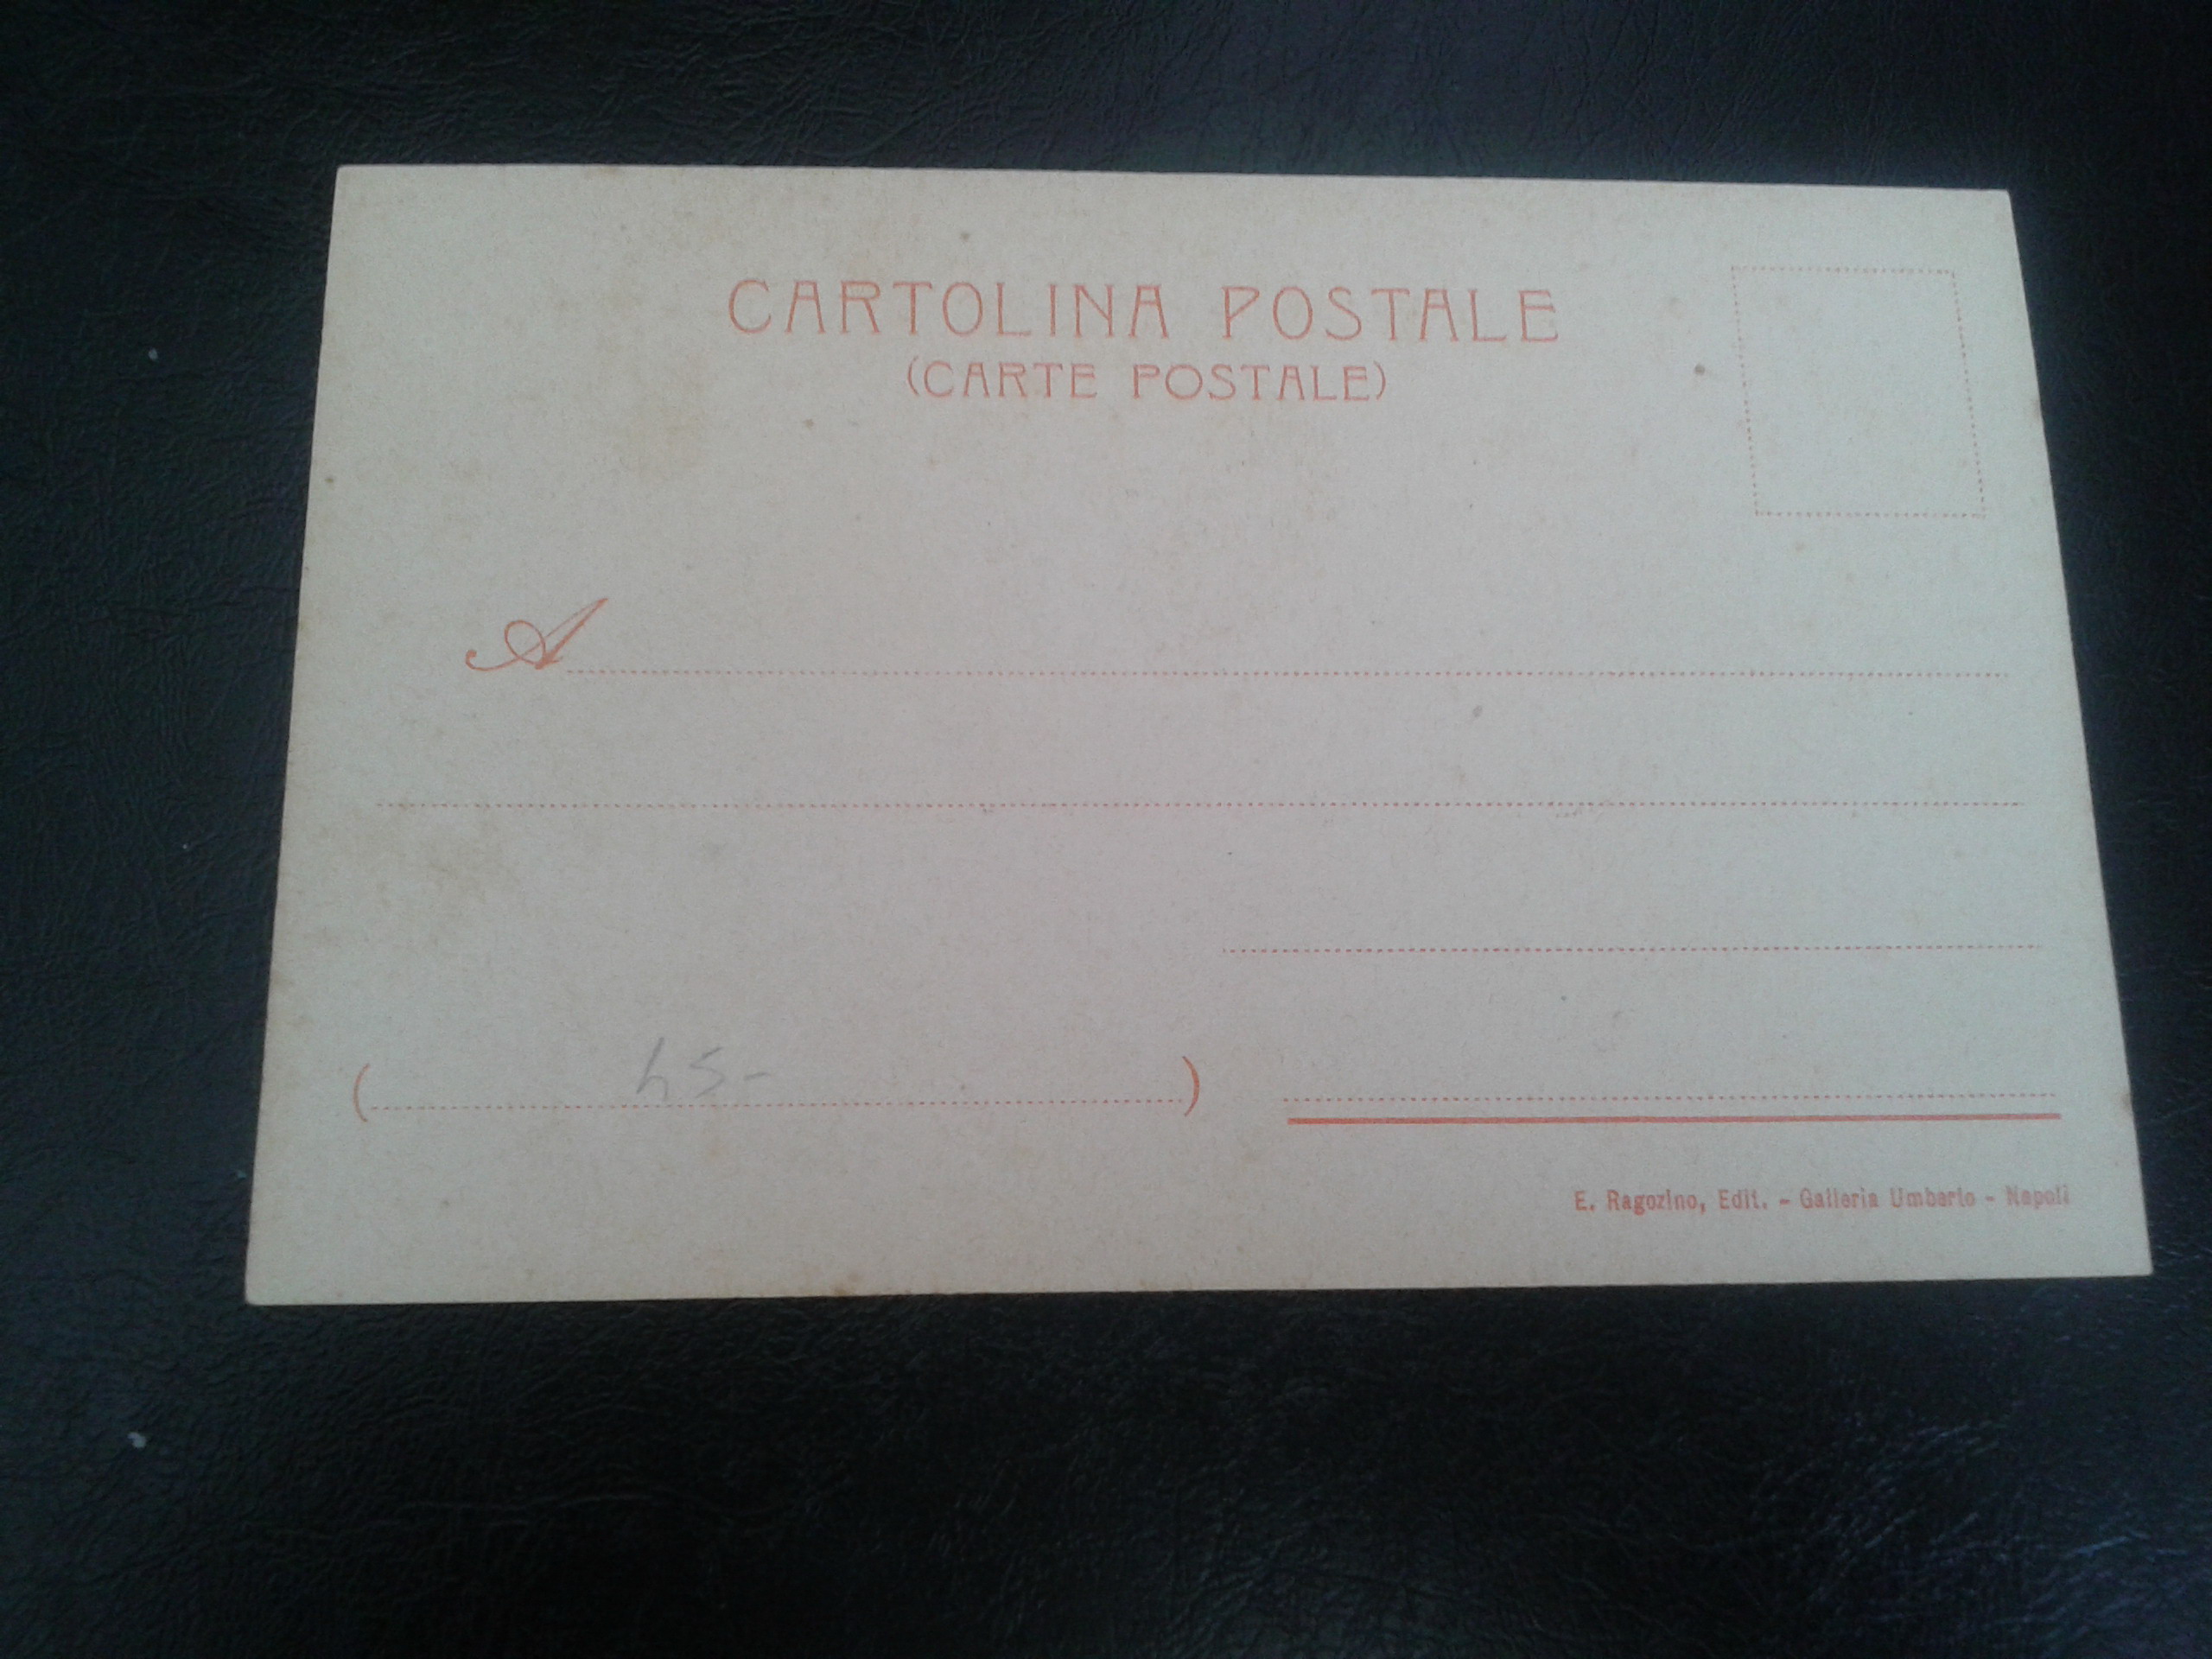 CARTOLINA POSTALE
(CARTE POSTALE)
A
( 45- )
E. Ragozino, Edit. - Galleria Umberto - Napoli